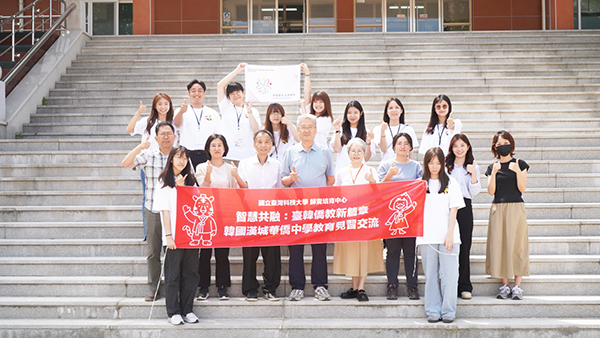 國立臺灣科技大學 師資培育中心
智慧共融：臺韓僑教新篇章
韓國漢城華僑中學教育見習交流